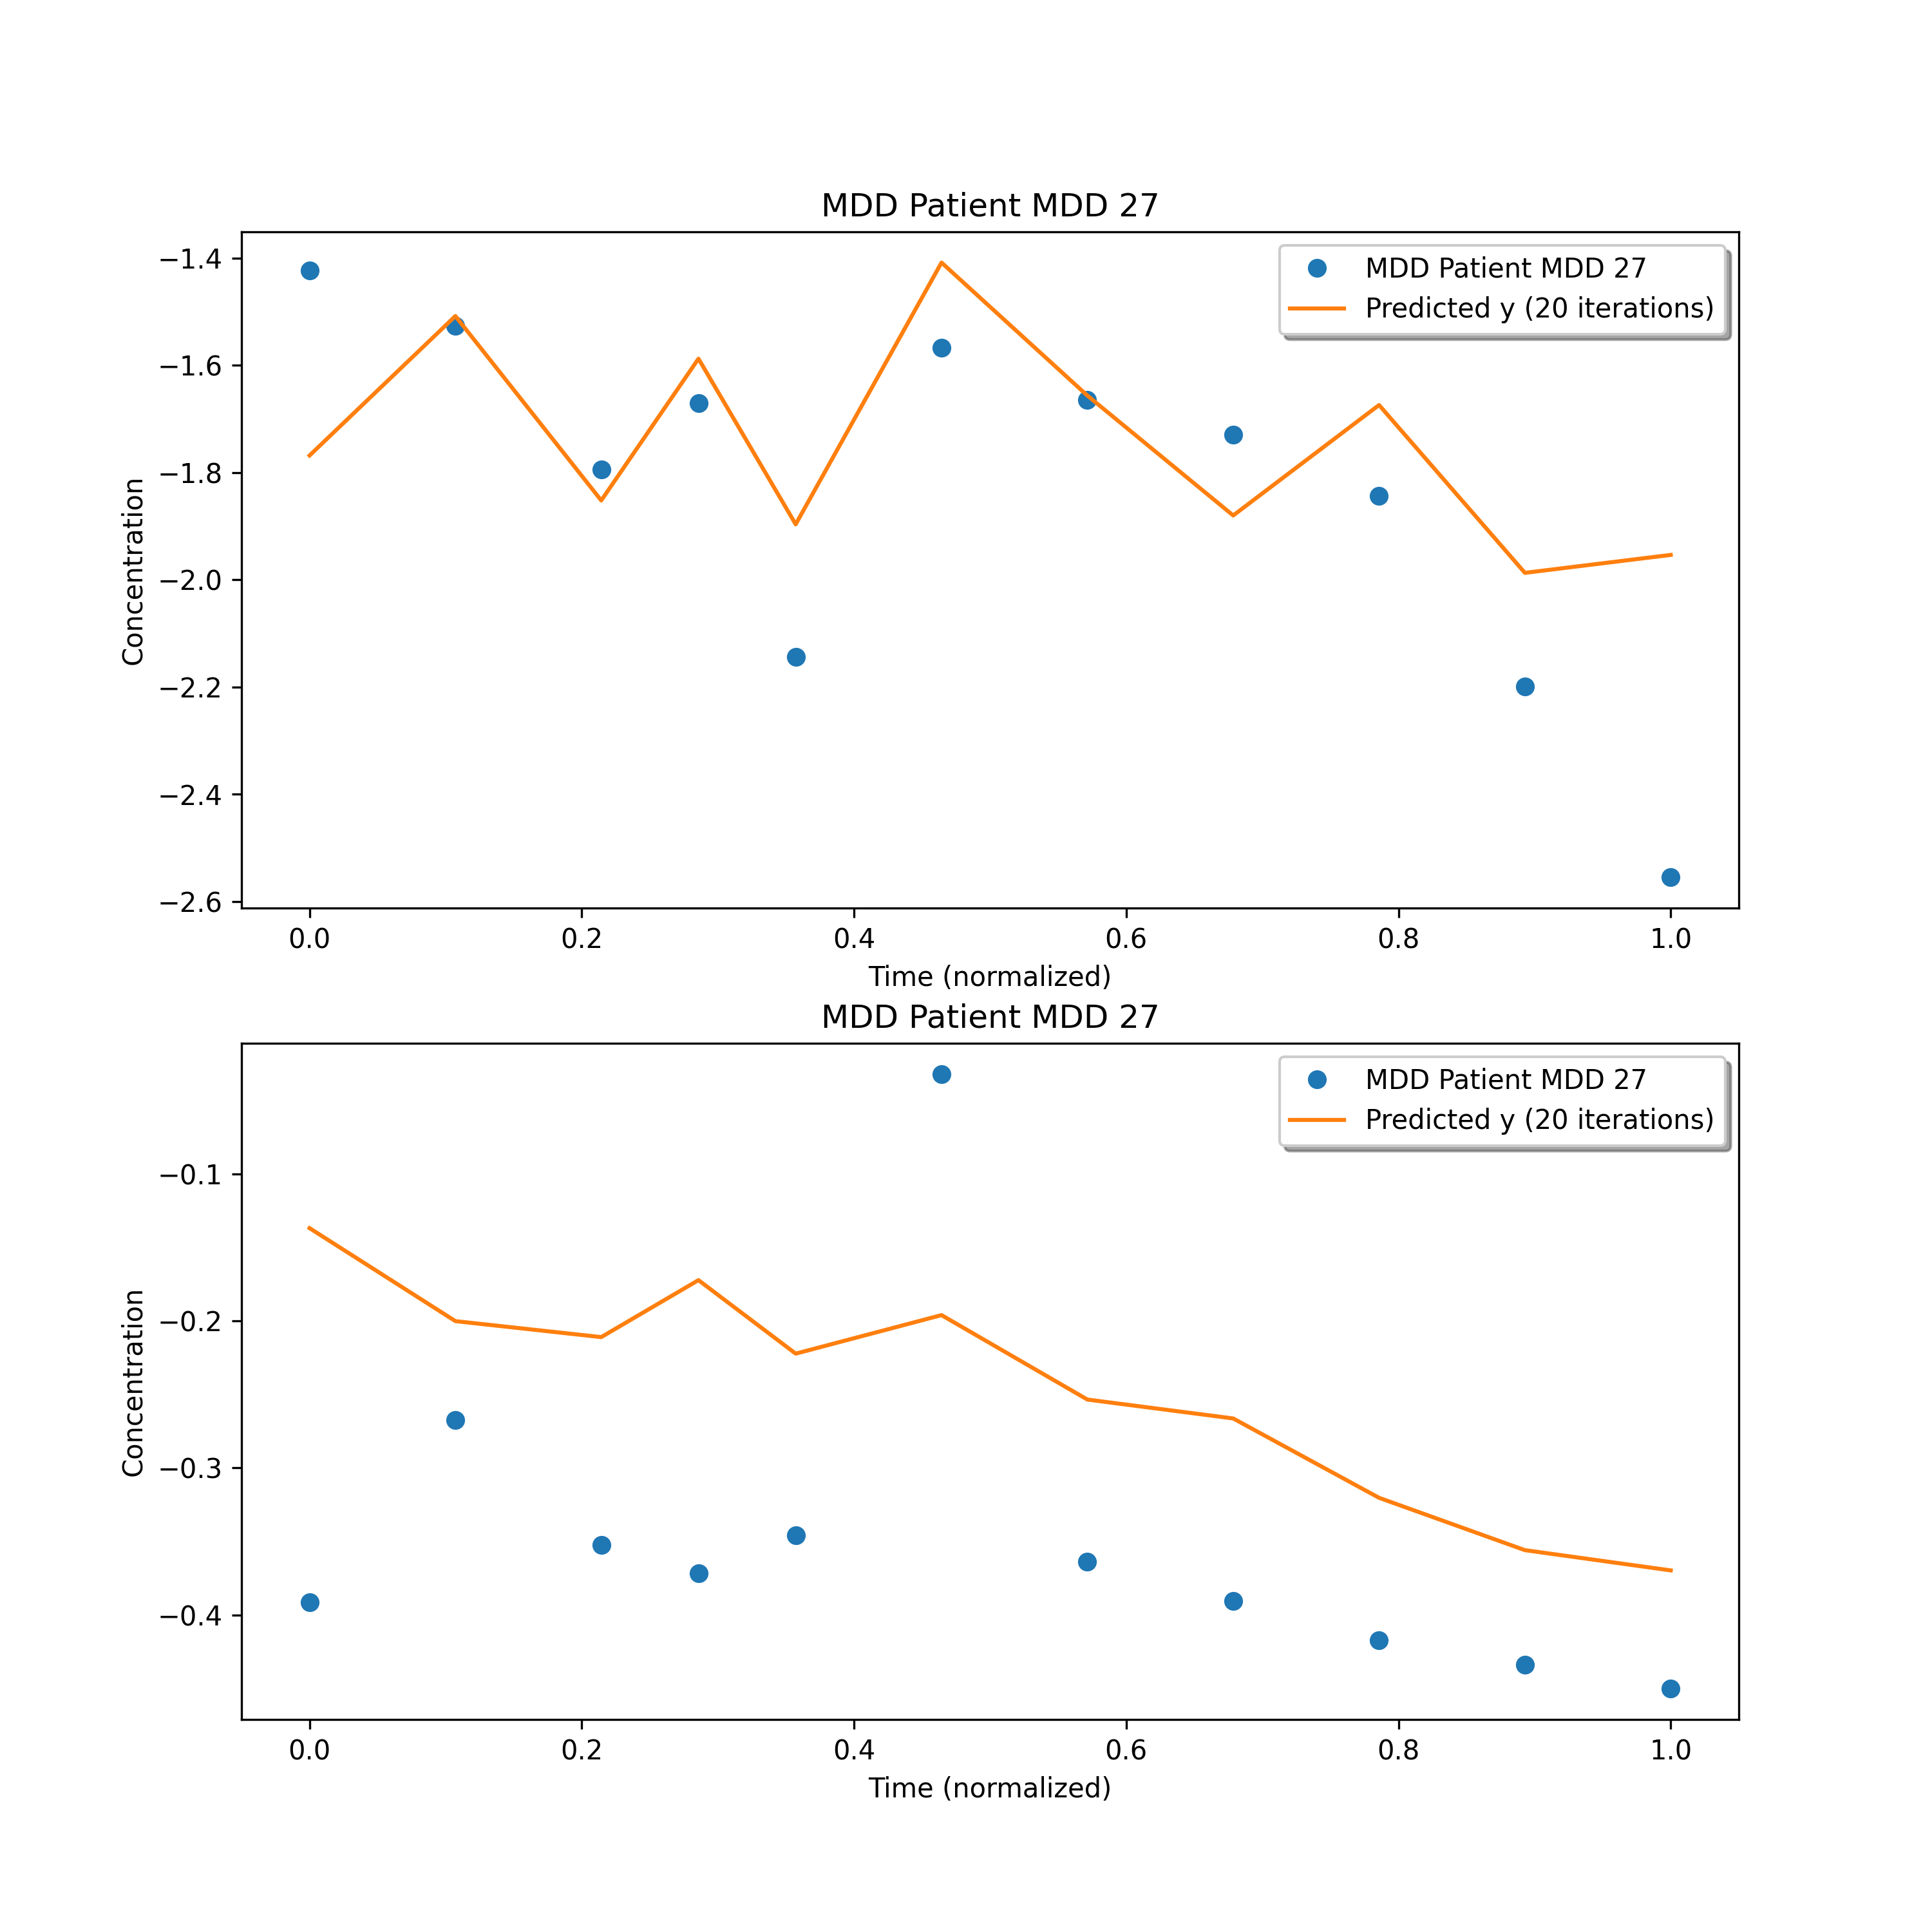 MDD Patient MDD 27
MDD Patient MDD 27
Predicted y (20 iterations)
−1.4
−1.6
−1.8
−2.0
−2.2
−2.4
−2.6
Concentration
0.0 0.2 0.4 0.6 0.8 1.0
Time (normalized)
MDD Patient MDD 27
MDD Patient MDD 27
Predicted y (20 iterations)
−0.1
−0.2
−0.3
−0.4
Concentration
0.0 0.2 0.4 0.6 0.8 1.0
Time (normalized)